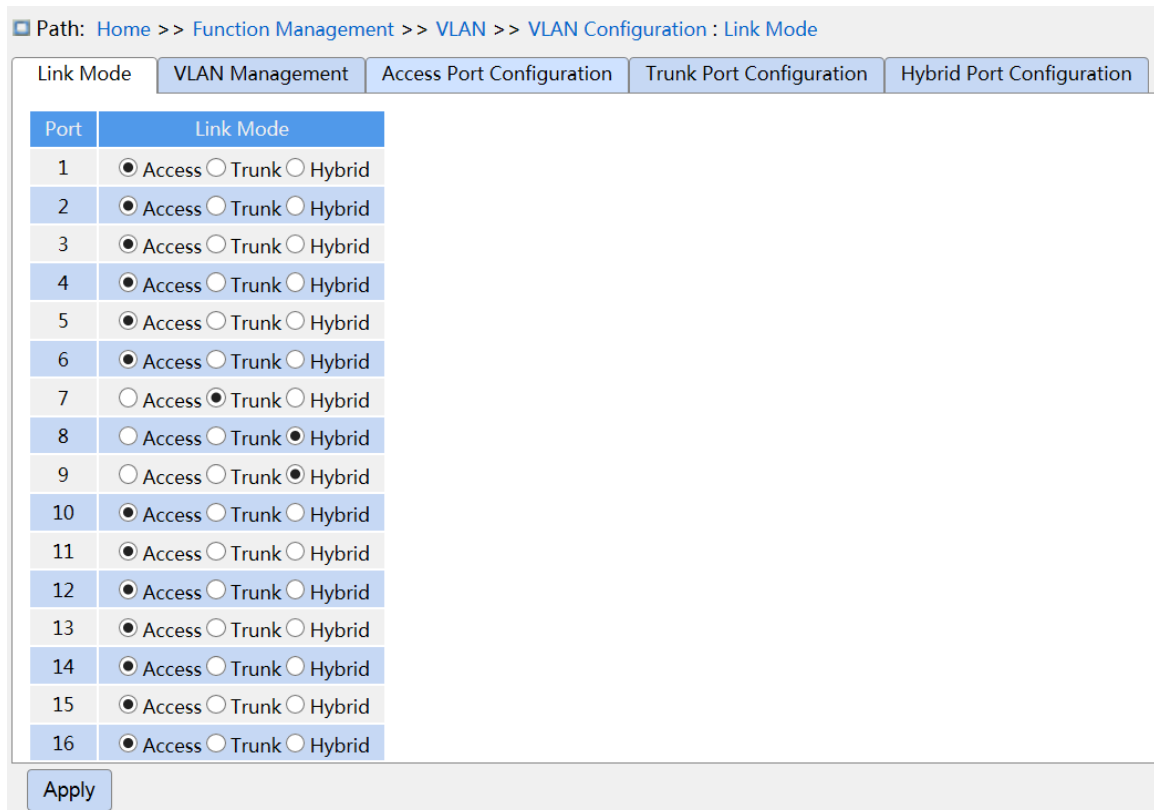 Path: Home >> Function Management >> VLAN >> VLAN Configuration : Link Mode
Link Mode VLAN Management Access Port Configuration Trunk Port Configuration Hybrid Port Configuration
Port Link Mode
1 Access Trunk Hybrid
2 Access Trunk Hybrid
3 Access Trunk Hybrid
4 Access Trunk Hybrid
5 Access Trunk Hybrid
6 Access Trunk Hybrid
7 Access Trunk Hybrid
8 Access Trunk Hybrid
9 Access Trunk Hybrid
10 Access Trunk Hybrid
11 Access Trunk Hybrid
12 Access Trunk Hybrid
13 Access Trunk Hybrid
14 Access Trunk Hybrid
15 Access Trunk Hybrid
16 Access Trunk Hybrid
Apply